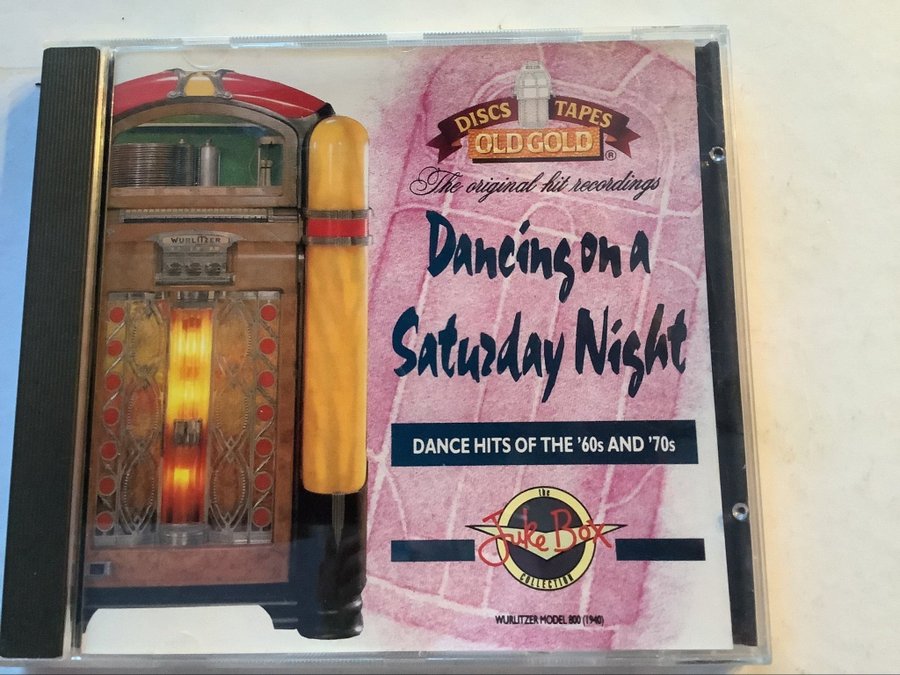 DISCS TAPES
OLD GOLD ®
The original hit recordings
Dancing on a
Saturday Night
DANCE HITS OF THE '60s AND '70s
the
Juke Box
COLLECTION
WURLITZER MODEL 800 (1940)
WURLITZER